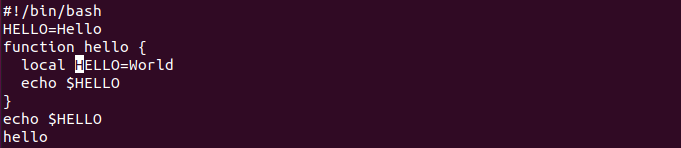 #!/bin/bash
HELLO=Hello
function hello {
  local HELLO=World
  echo $HELLO
}
echo $HELLO
hello